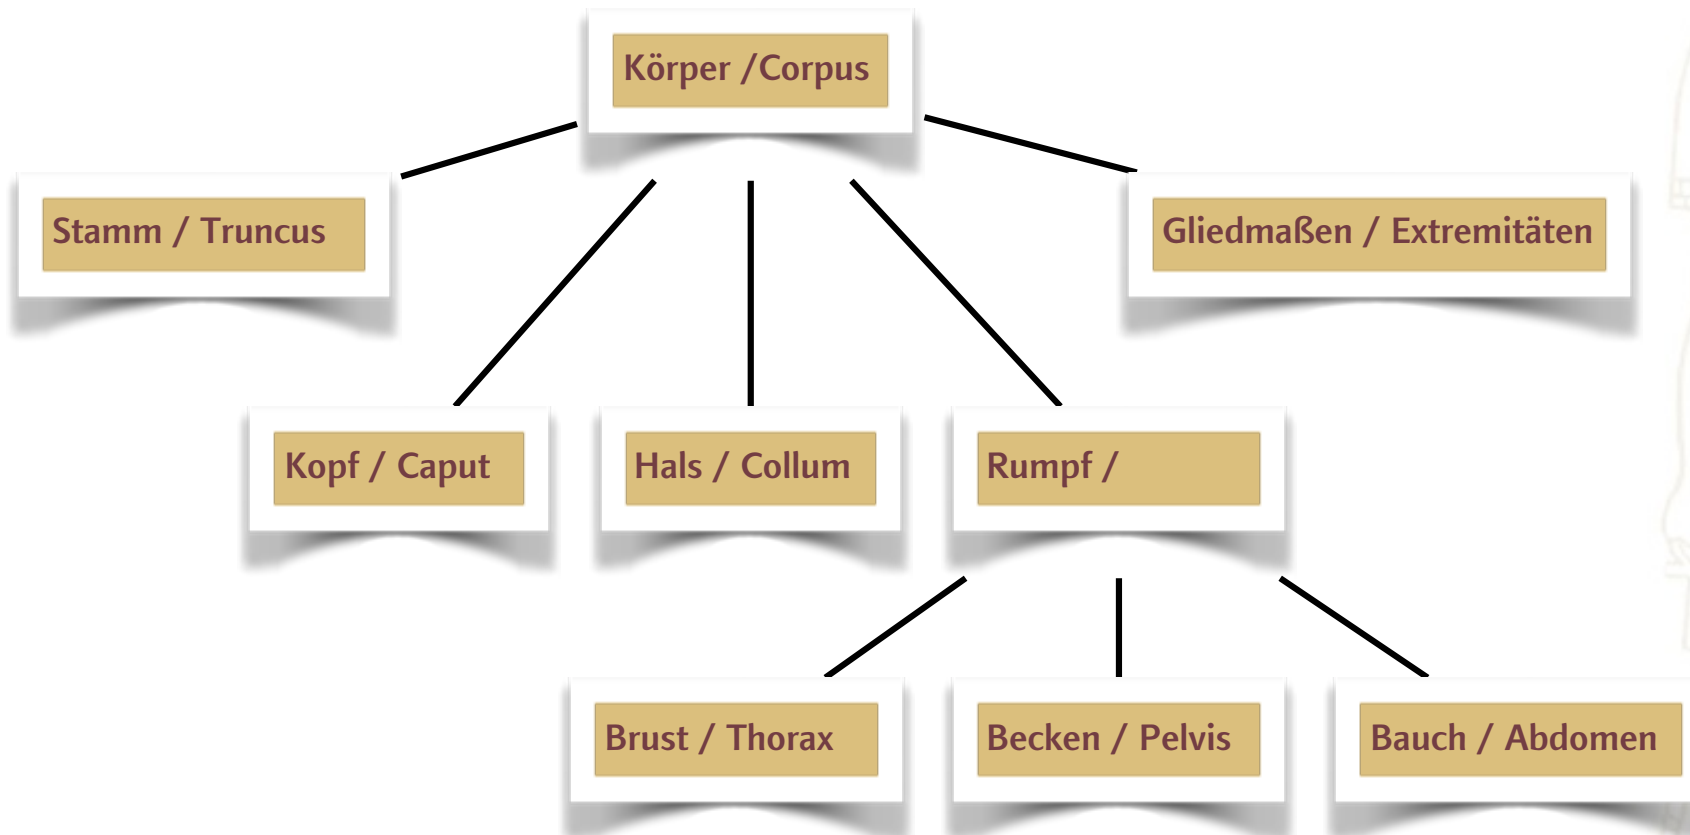 Körper /Corpus
Stamm / Truncus
Gliedmaßen / Extremitäten
Kopf / Caput
Hals / Collum
Rumpf /
Brust / Thorax
Becken / Pelvis
Bauch / Abdomen